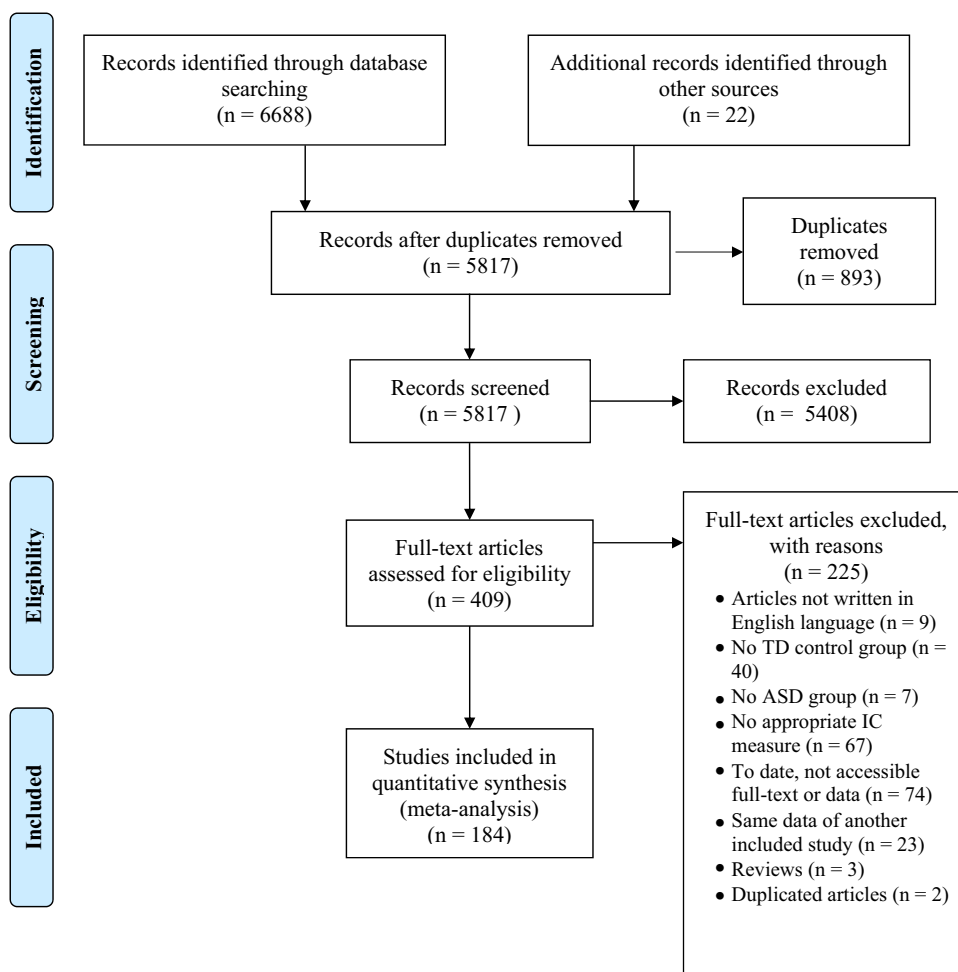 Identification
Records identified through database
searching
(n = 6688)
Additional records identified through
other sources
(n = 22)
Screening
Records after duplicates removed
(n = 5817)
Duplicates
removed
(n = 893)
Records screened
(n = 5817 )
Records excluded
(n = 5408)
Eligibility
Full-text articles
assessed for eligibility
(n = 409)
Full-text articles excluded,
with reasons
(n = 225)
• Articles not written in
English language (n = 9)
• No TD control group (n =
40)
• No ASD group (n = 7)
• No appropriate IC
measure (n = 67)
• To date, not accessible
full-text or data (n = 74)
• Same data of another
included study (n = 23)
• Reviews (n = 3)
• Duplicated articles (n = 2)
Included
Studies included in
quantitative synthesis
(meta-analysis)
(n = 184)